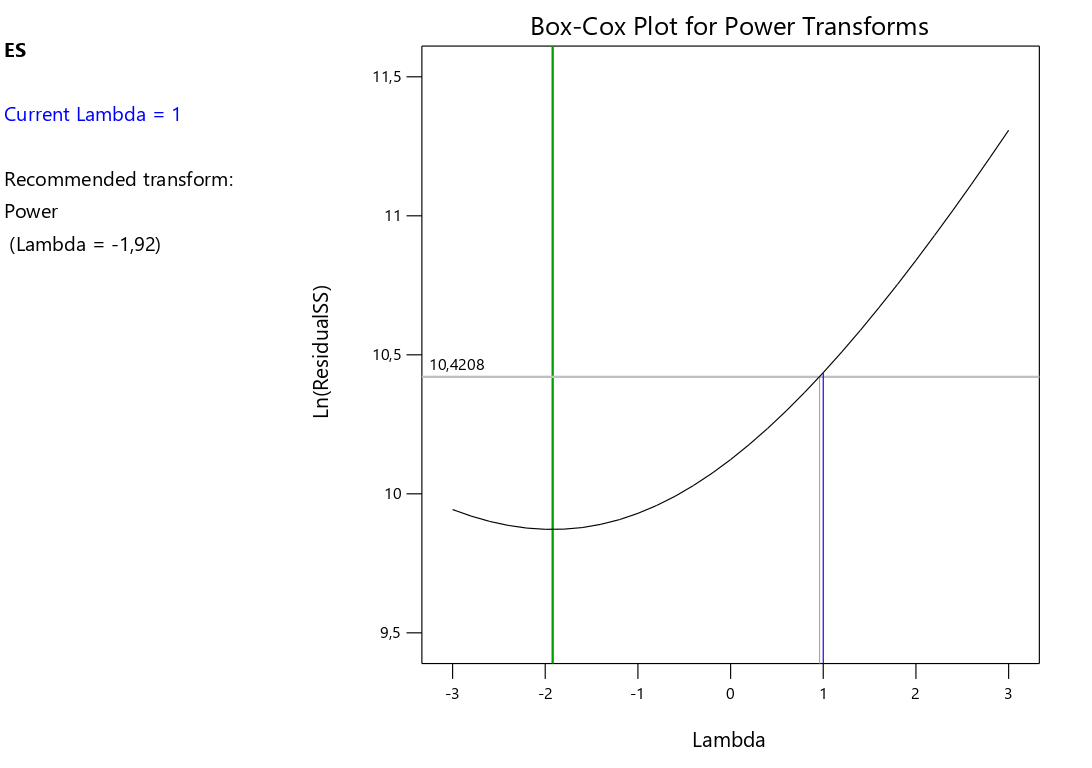 Box-Cox Plot for Power Transforms
ES
Current Lambda = 1
Recommended transform:
Power
(Lambda = -1,92)
Ln(ResidualSS)
11,5
11
10,5
10,4208
10
9,5
-3 -2 -1 0 1 2 3
Lambda